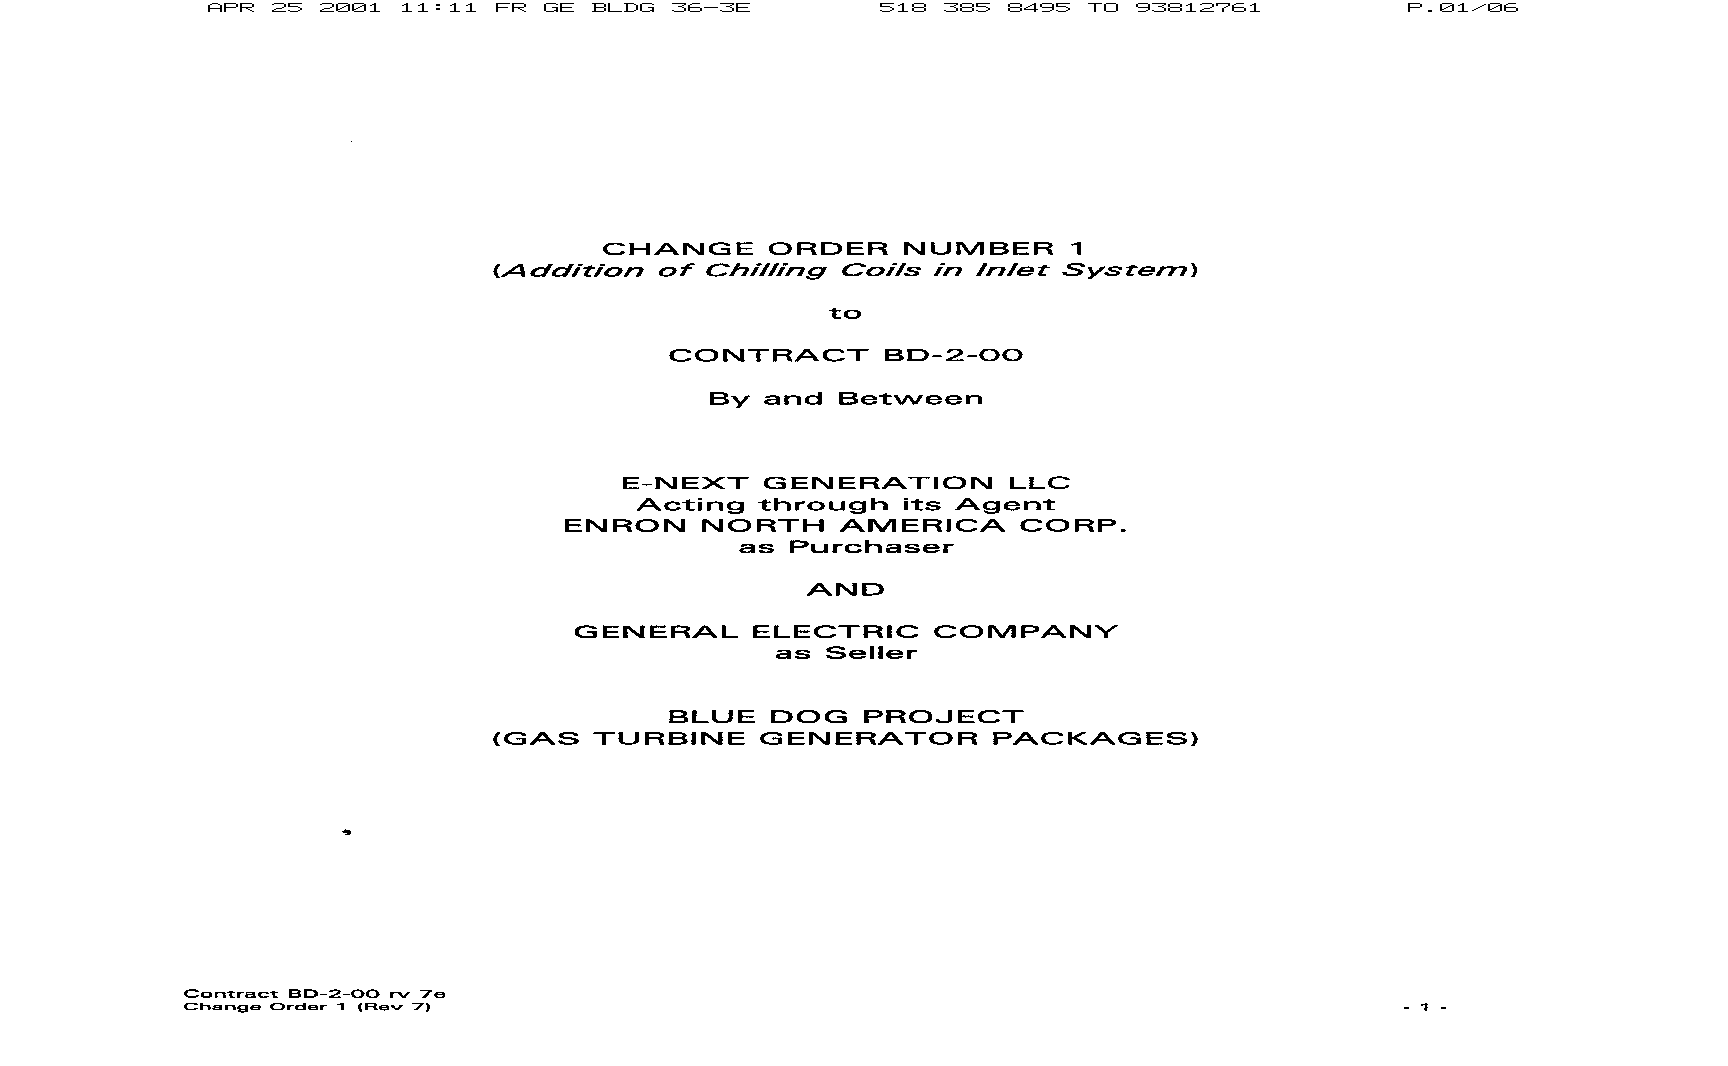 APR 25 2001 11:11 FR GE BLDG 36-3E 518 385 8495 TO 93812761 P.01/06
CHANGE ORDER NUMBER 1
(Addition of Chilling Coils in Inlet System)
to
CONTRACT BD-2-00
By and Between
E-NEXT GENERATION LLC
Acting through its Agent
ENRON NORTH AMERICA CORP.
as Purchaser
AND
GENERAL ELECTRIC COMPANY
as Seller
BLUE DOG PROJECT
(GAS TURBINE GENERATOR PACKAGES)
Contract BD-2-00 rv 7e
Change Order 1 (Rev 7)
- 1 -